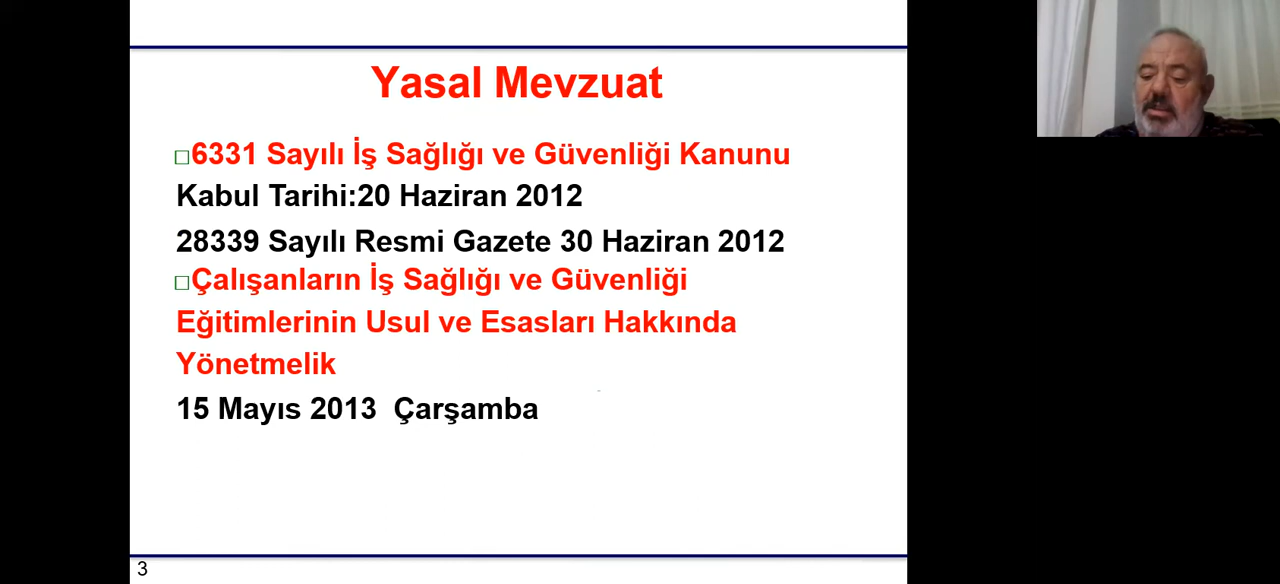 Yasal Mevzuat
6331 Sayılı İş Sağlığı ve Güvenliği Kanunu
Kabul Tarihi:20 Haziran 2012
28339 Sayılı Resmi Gazete 30 Haziran 2012
Çalışanların İş Sağlığı ve Güvenliği
Eğitimlerinin Usul ve Esasları Hakkında
Yönetmelik
15 Mayıs 2013  Çarşamba
3